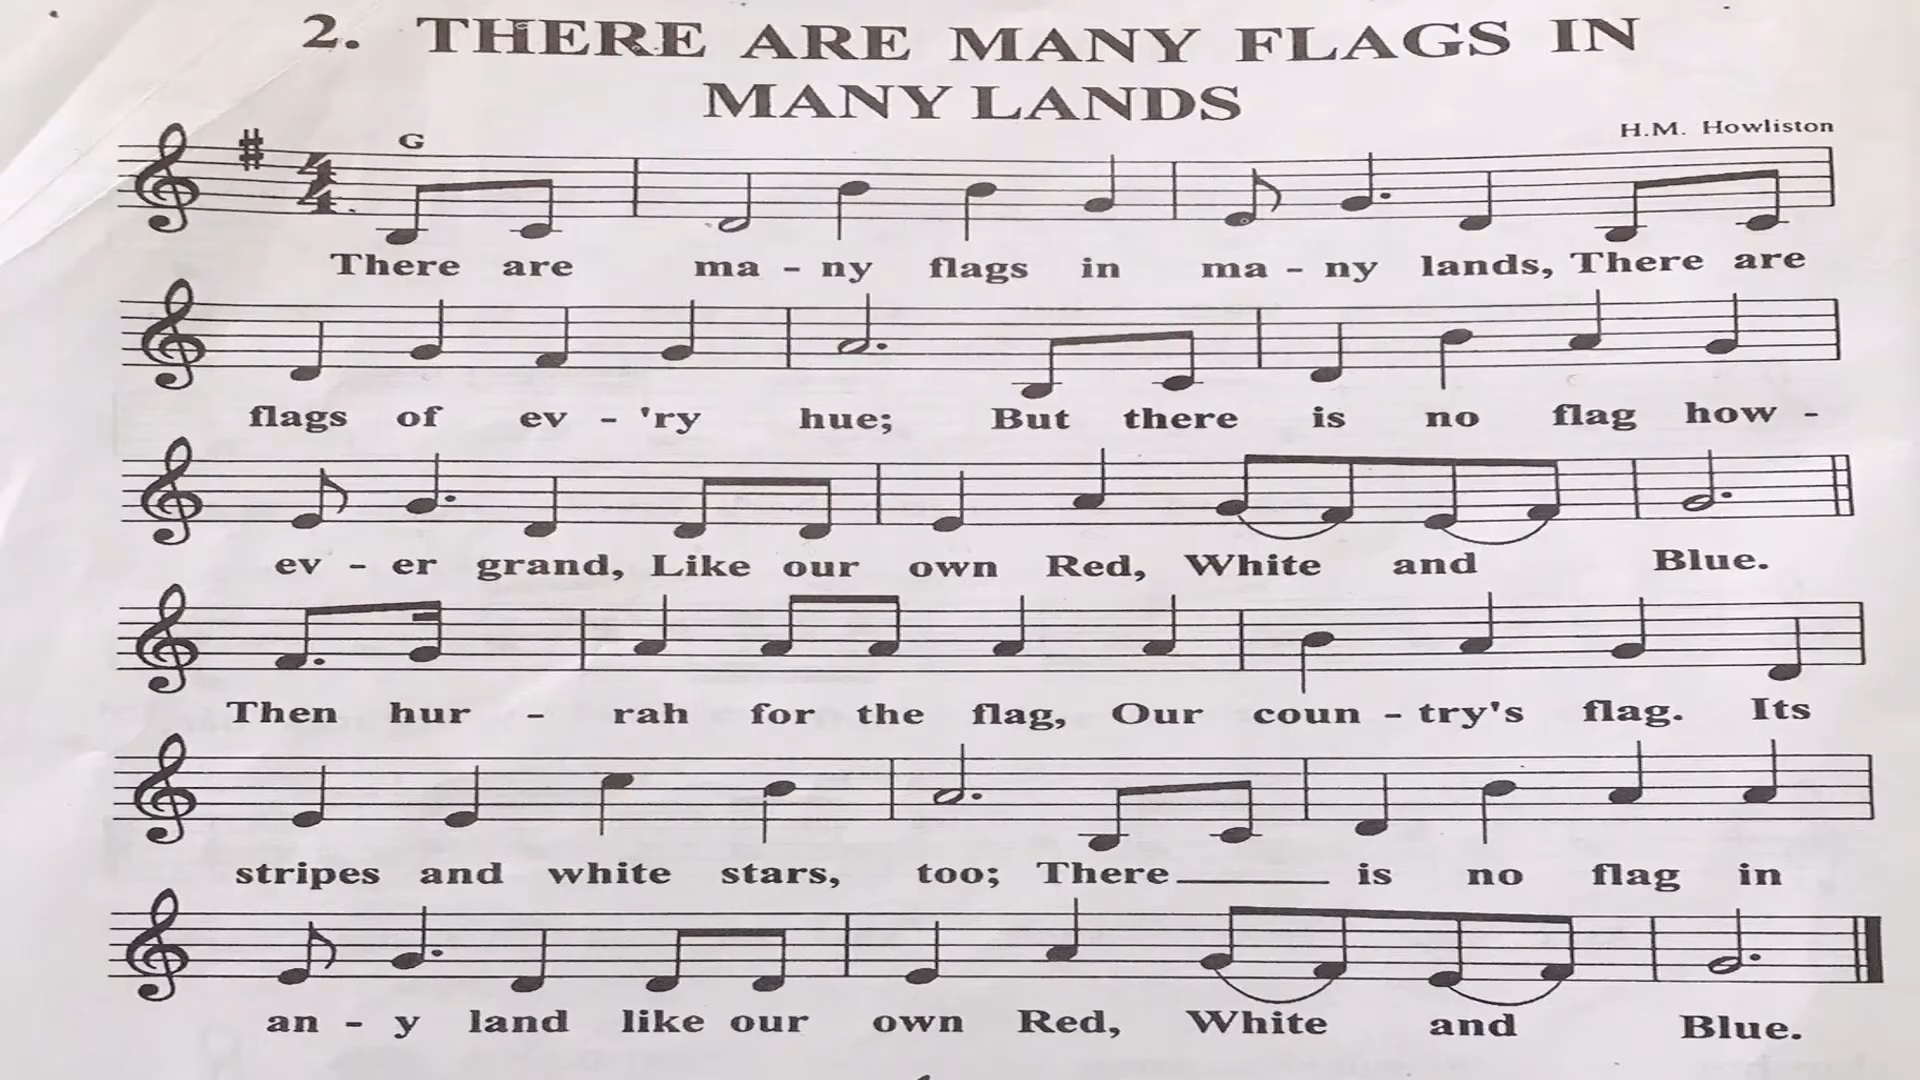 2. THERE ARE MANY FLAGS IN
MANY LANDS
H.M. Howliston
G
There are ma - ny flags in ma - ny lands, There are
flags of ev - 'ry hue; But there is no flag how -
ev - er grand, Like our own Red, White and Blue.
Then hur - rah for the flag, Our coun - try's flag. Its
stripes and white stars, too; There______ is no flag in
an - y land like our own Red, White and Blue.